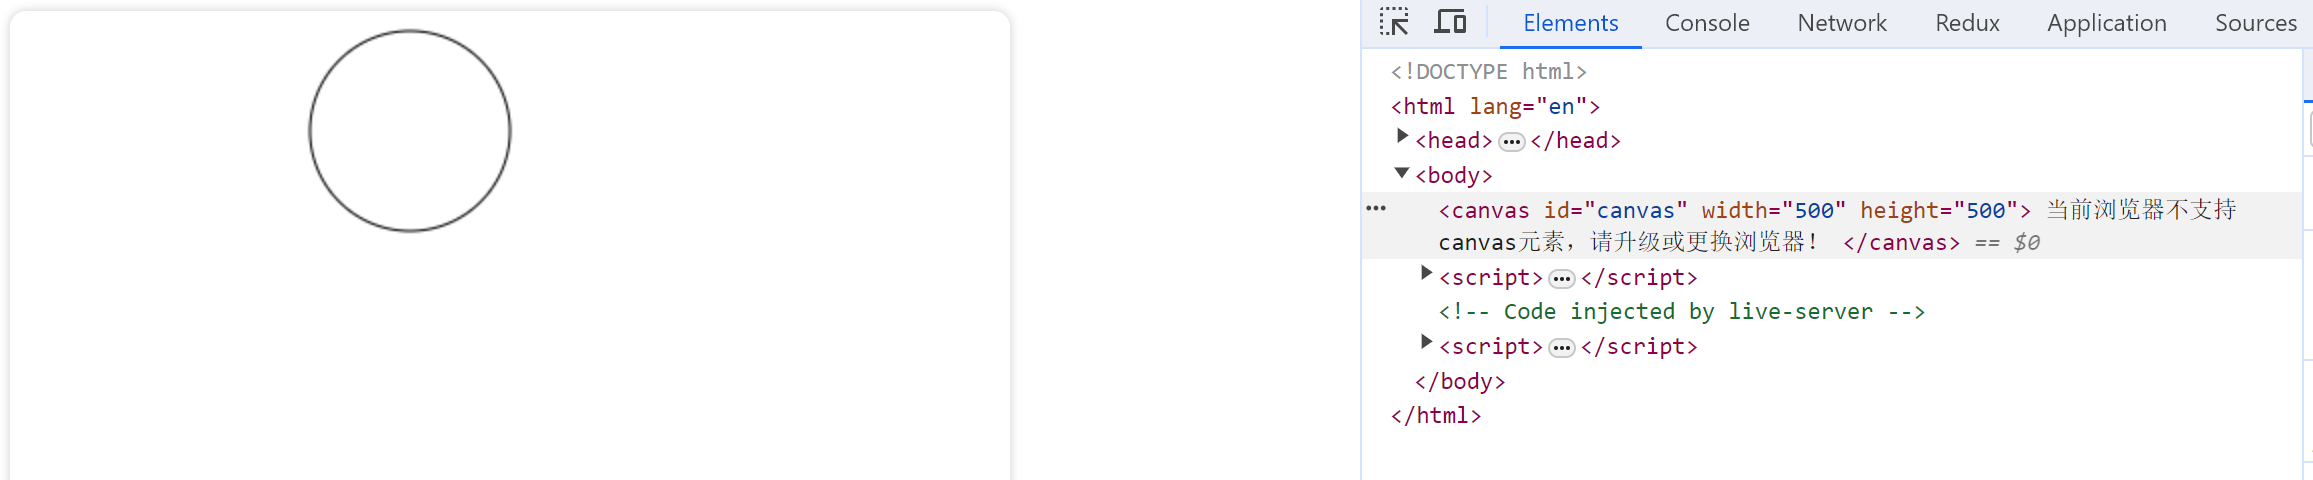 Elements Console Network Redux Application Sources
<!DOCTYPE html>
<html lang="en">
<head>…</head>
<body>
<canvas id="canvas" width="500" height="500"> 当前浏览器不支持
canvas元素，请升级或更换浏览器！ </canvas> == $0
<script>…</script>
<!-- Code injected by live-server -->
<script>…</script>
</body>
</html>